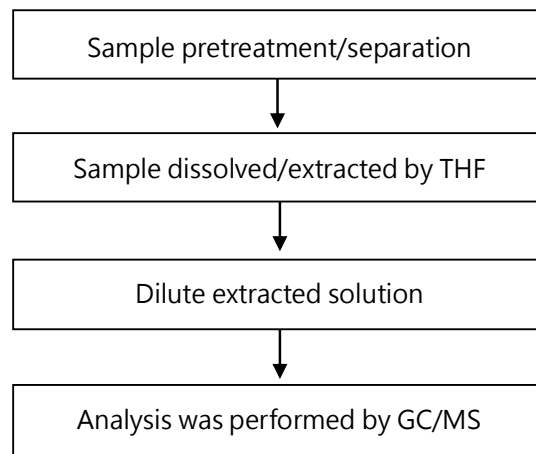 Sample pretreatment/separation
Sample dissolved/extracted by THF
Dilute extracted solution
Analysis was performed by GC/MS